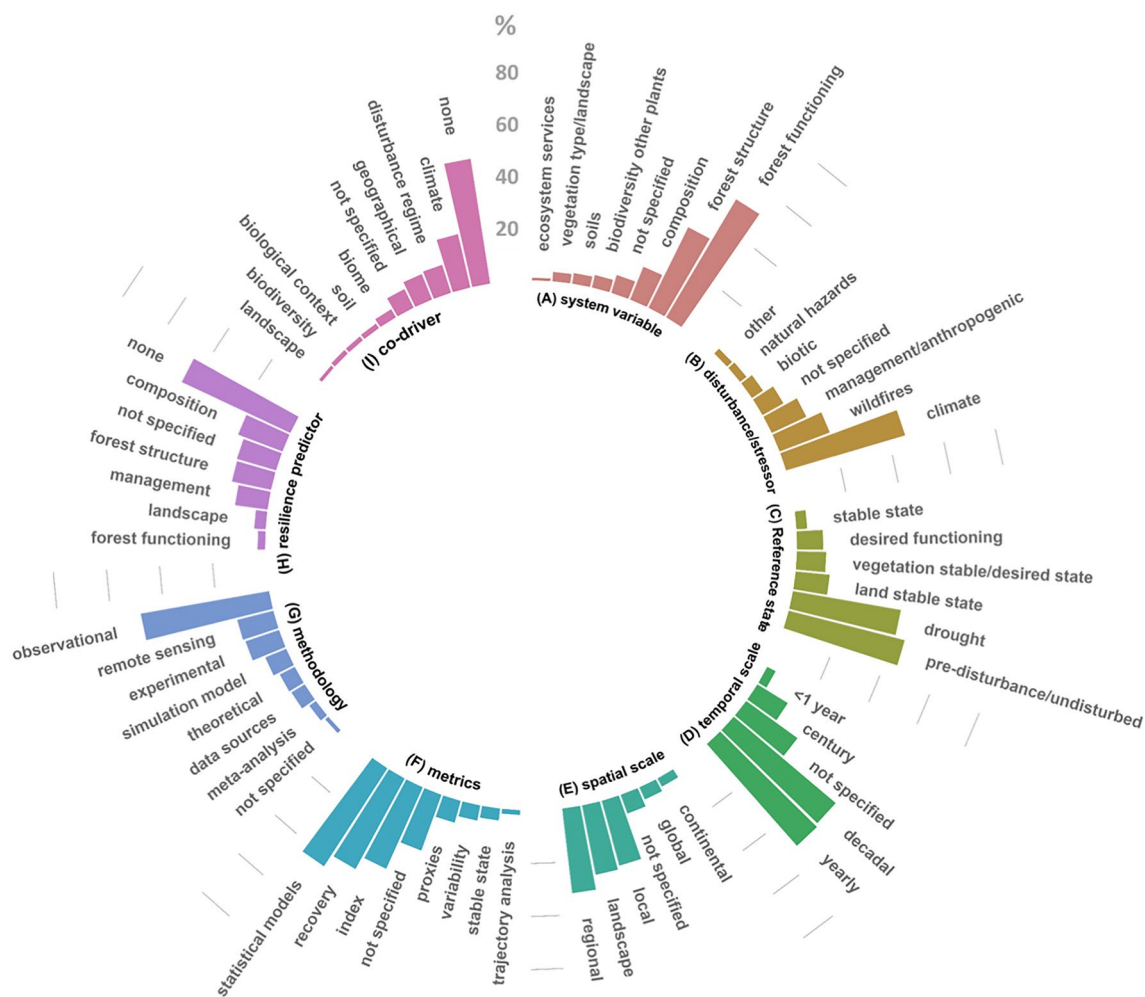 %
80
60
40
20
ecosystem services
vegetation type/landscape
soils
biodiversity other plants
not specified
composition
forest structure
forest functioning
(A) system variable
other
natural hazards
biotic
not specified
management/anthropogenic
wildfires
climate
(B) disturbance/stressor
stable state
desired functioning
vegetation stable/desired state
land stable state
drought
pre-disturbance/undisturbed
(C) Reference state
<1 year
century
not specified
decadal
yearly
(D) temporal scale
continental
global
not specified
local
landscape
regional
(E) spatial scale
trajectory analysis
stable state
variability
proxies
not specified
index
recovery
statistical models
(F) metrics
not specified
meta-analysis
data sources
theoretical
simulation model
experimental
remote sensing
observational
(G) methodology
forest functioning
landscape
management
forest structure
not specified
composition
none
(H) resilience predictor
landscape
biodiversity
biological context
soil
biome
not specified
geographical
disturbance regime
climate
none
(I) co-driver